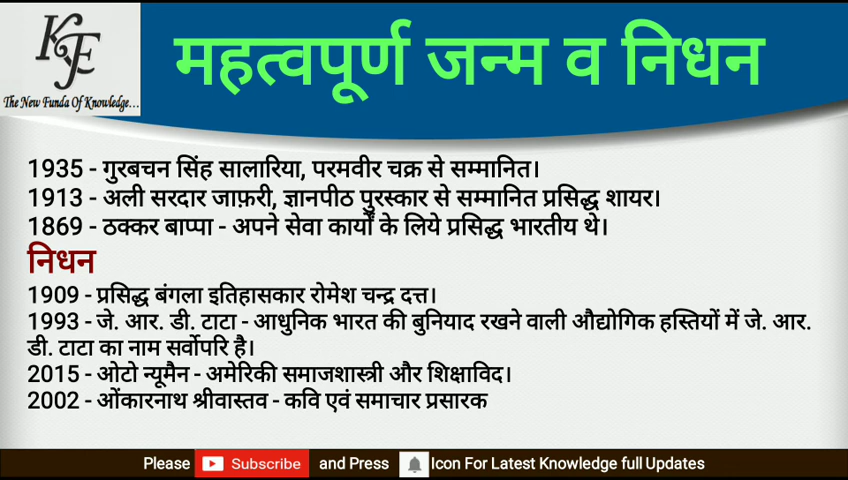 KFE
The New Funda Of Knowledge...
महत्वपूर्ण जन्म व निधन
1935 - गुरबचन सिंह सालारिया, परमवीर चक्र से सम्मानित।
1913 - अली सरदार जाफ़री, ज्ञानपीठ पुरस्कार से सम्मानित प्रसिद्ध शायर।
1869 - ठक्कर बाप्पा - अपने सेवा कार्यों के लिये प्रसिद्ध भारतीय थे।
निधन
1909 - प्रसिद्ध बंगला इतिहासकार रोमेश चन्द्र दत्त।
1993 - जे. आर. डी. टाटा - आधुनिक भारत की बुनियाद रखने वाली औद्योगिक हस्तियों में जे. आर.
डी. टाटा का नाम सर्वोपरि है।
2015 - ओटो न्यूमैन - अमेरिकी समाजशास्त्री और शिक्षाविद।
2002 - ओंकारनाथ श्रीवास्तव - कवि एवं समाचार प्रसारक
Please Subscribe and Press Icon For Latest Knowledge full Updates